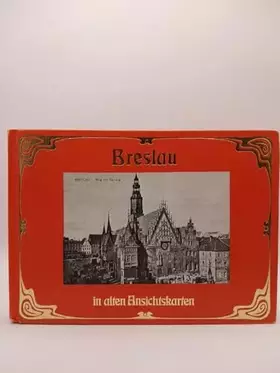 Breslau
in alten Ansichtskarten